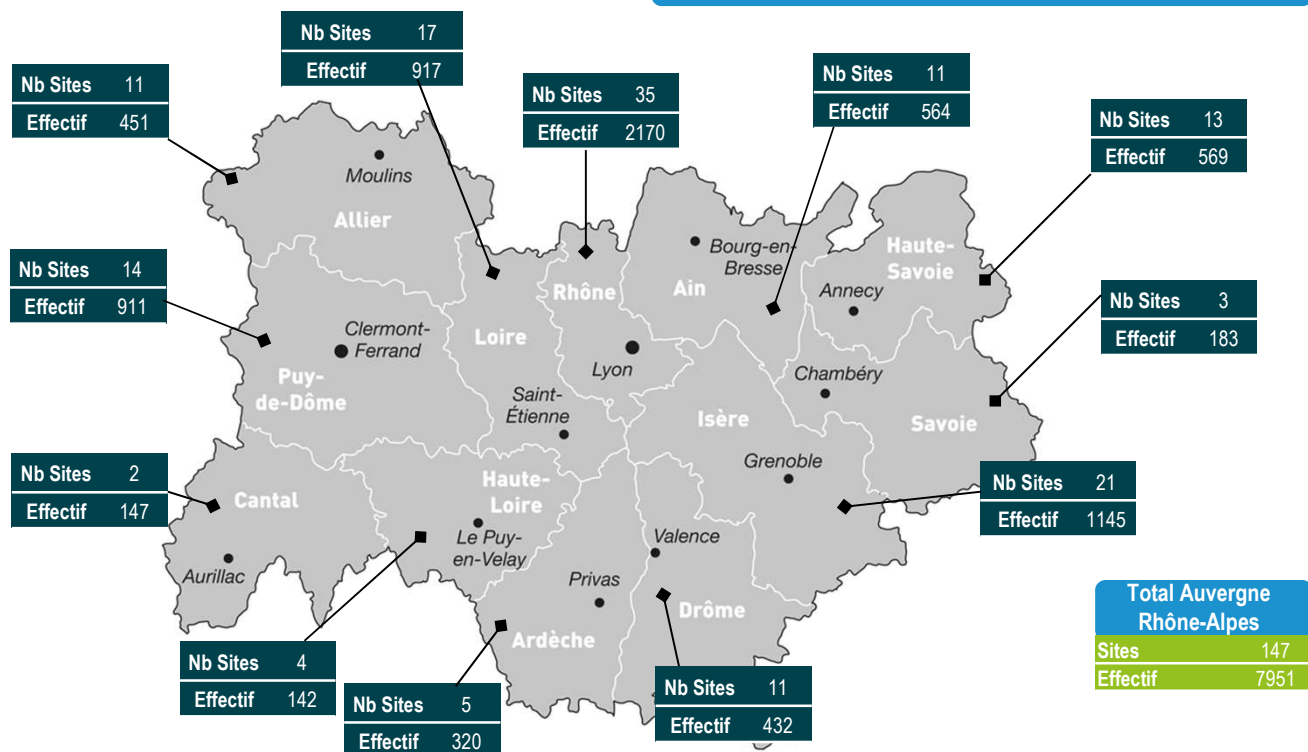 Nb Sites 17
Effectif 917
Nb Sites 11
Effectif 451
Nb Sites 35
Effectif 2170
Nb Sites 11
Effectif 564
Nb Sites 13
Effectif 569
Moulins
Allier
Nb Sites 14
Effectif 911
Bourg-en-
Bresse
Haute-
Savoie
Rhône
Ain
Annecy
Nb Sites 3
Effectif 183
Clermont-
Ferrand
Loire
Lyon
Chambéry
Puy-
de-Dôme
Saint-
Étienne
Isère
Savoie
Nb Sites 2
Effectif 147
Cantal
Haute-
Loire
Grenoble
Nb Sites 21
Effectif 1145
Le Puy-
en-Velay
Valence
Aurillac
Privas
Drôme
Ardèche
Total Auvergne
Rhône-Alpes
Sites 147
Effectif 7951
Nb Sites 4
Effectif 142
Nb Sites 5
Effectif 320
Nb Sites 11
Effectif 432